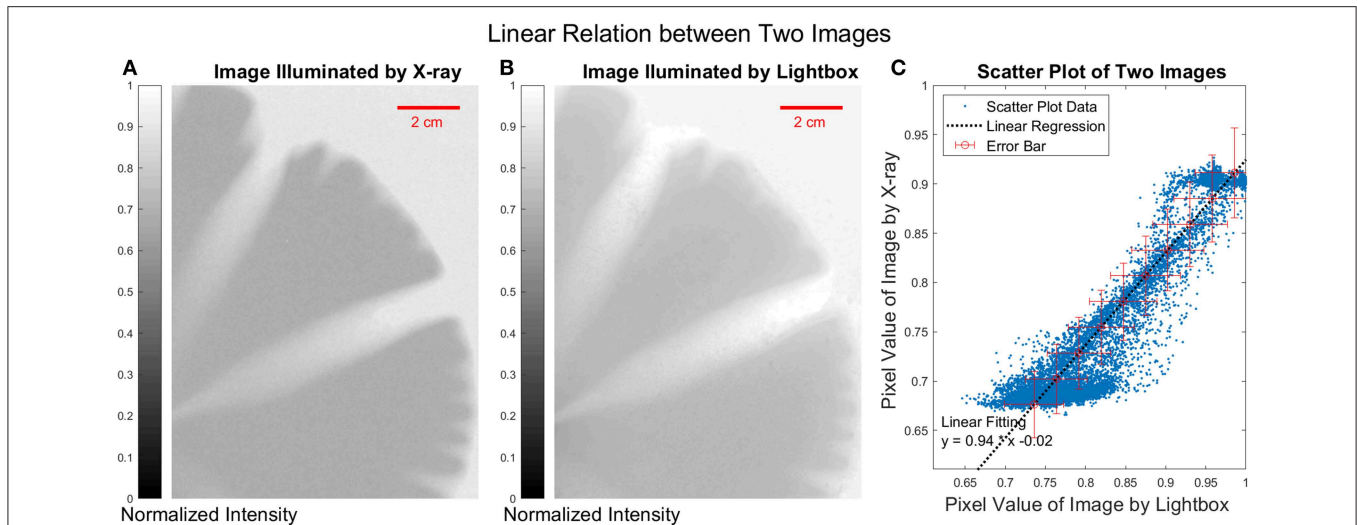 Linear Relation between Two Images
A
Image Illuminated by X-ray
1
0.9
0.8
0.7
0.6
0.5
0.4
0.3
0.2
0.1
0
2 cm
Normalized Intensity
B
Image Iluminated by Lightbox
1
0.9
0.8
0.7
0.6
0.5
0.4
0.3
0.2
0.1
0
2 cm
Normalized Intensity
C
Scatter Plot of Two Images
Scatter Plot Data
Linear Regression
Error Bar
Pixel Value of Image by X-ray
1
0.95
0.9
0.85
0.8
0.75
0.7
0.65
Linear Fitting
y = 0.94 * x -0.02
0.65 0.7 0.75 0.8 0.85 0.9 0.95 1
Pixel Value of Image by Lightbox